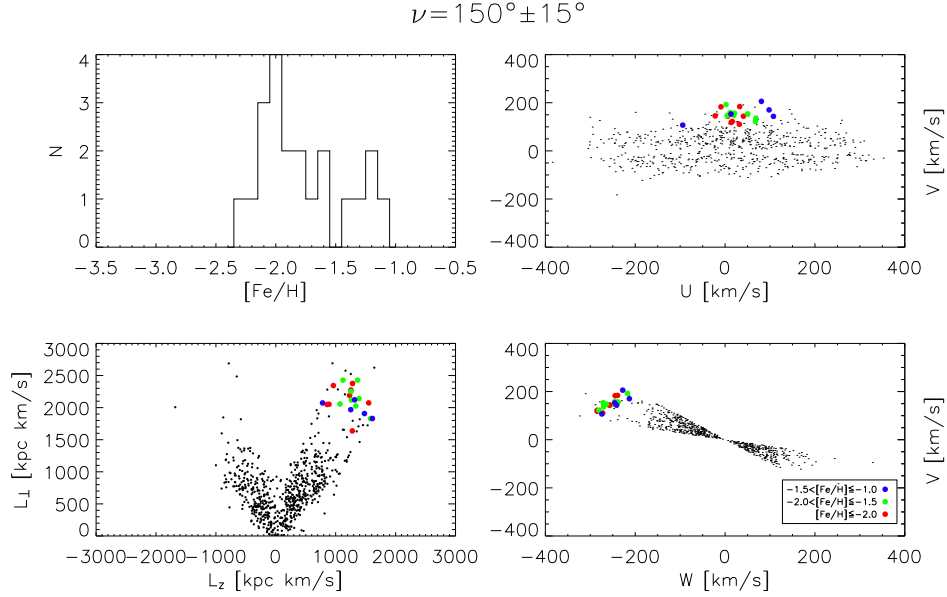 ν=150°±15°
4
3
2
1
0
N
−3.5 −3.0 −2.5 −2.0 −1.5 −1.0 −0.5
[Fe/H]
400
200
0
−200
−400
V [km/s]
−400 −200 0 200 400
U [km/s]
3000
2500
2000
1500
1000
500
0
L⊥ [kpc km/s]
−3000 −2000 −1000 0 1000 2000 3000
Lz [kpc km/s]
400
200
0
−200
−400
V [km/s]
−1.5<[Fe/H]≤−1.0
−2.0<[Fe/H]≤−1.5
[Fe/H]≤−2.0
−400 −200 0 200 400
W [km/s]